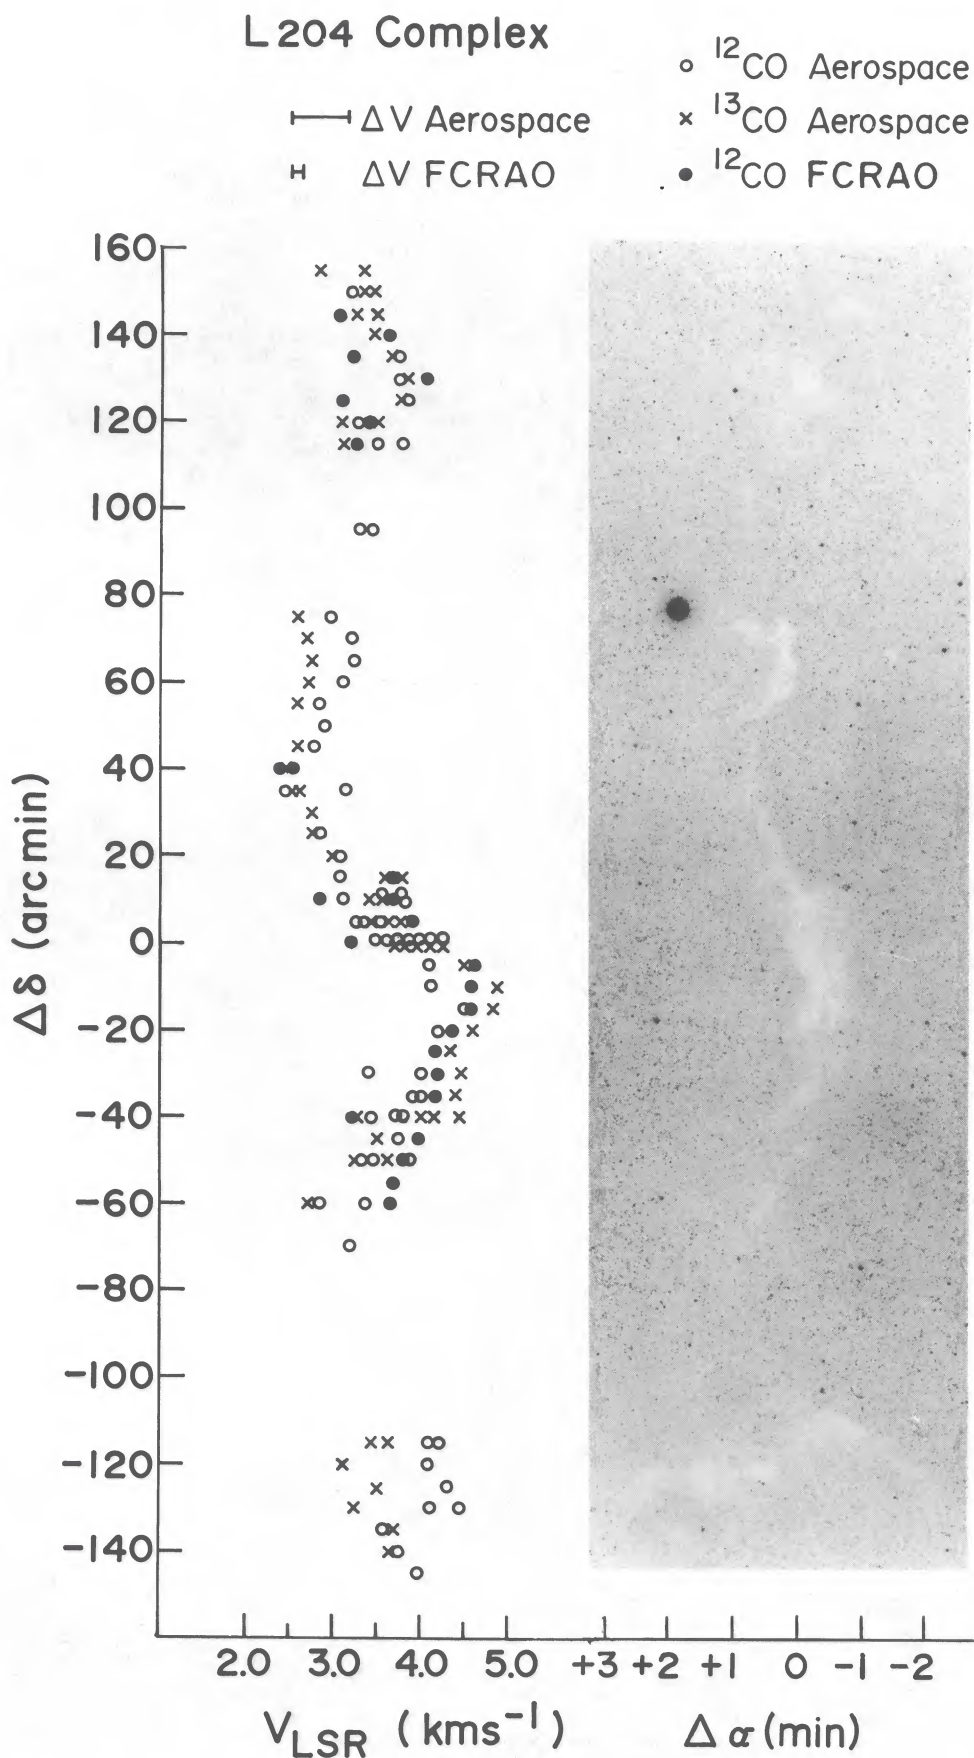 L204 Complex
ΔV Aerospace
ΔV FCRAO
¹²CO Aerospace
¹³CO Aerospace
¹²CO FCRAO
160
140
120
100
80
60
40
20
0
-20
-40
-60
-80
-100
-120
-140
Δδ (arcmin)
2.0 3.0 4.0 5.0
V_LSR (kms⁻¹)
+3 +2 +1 0 -1 -2
Δα (min)